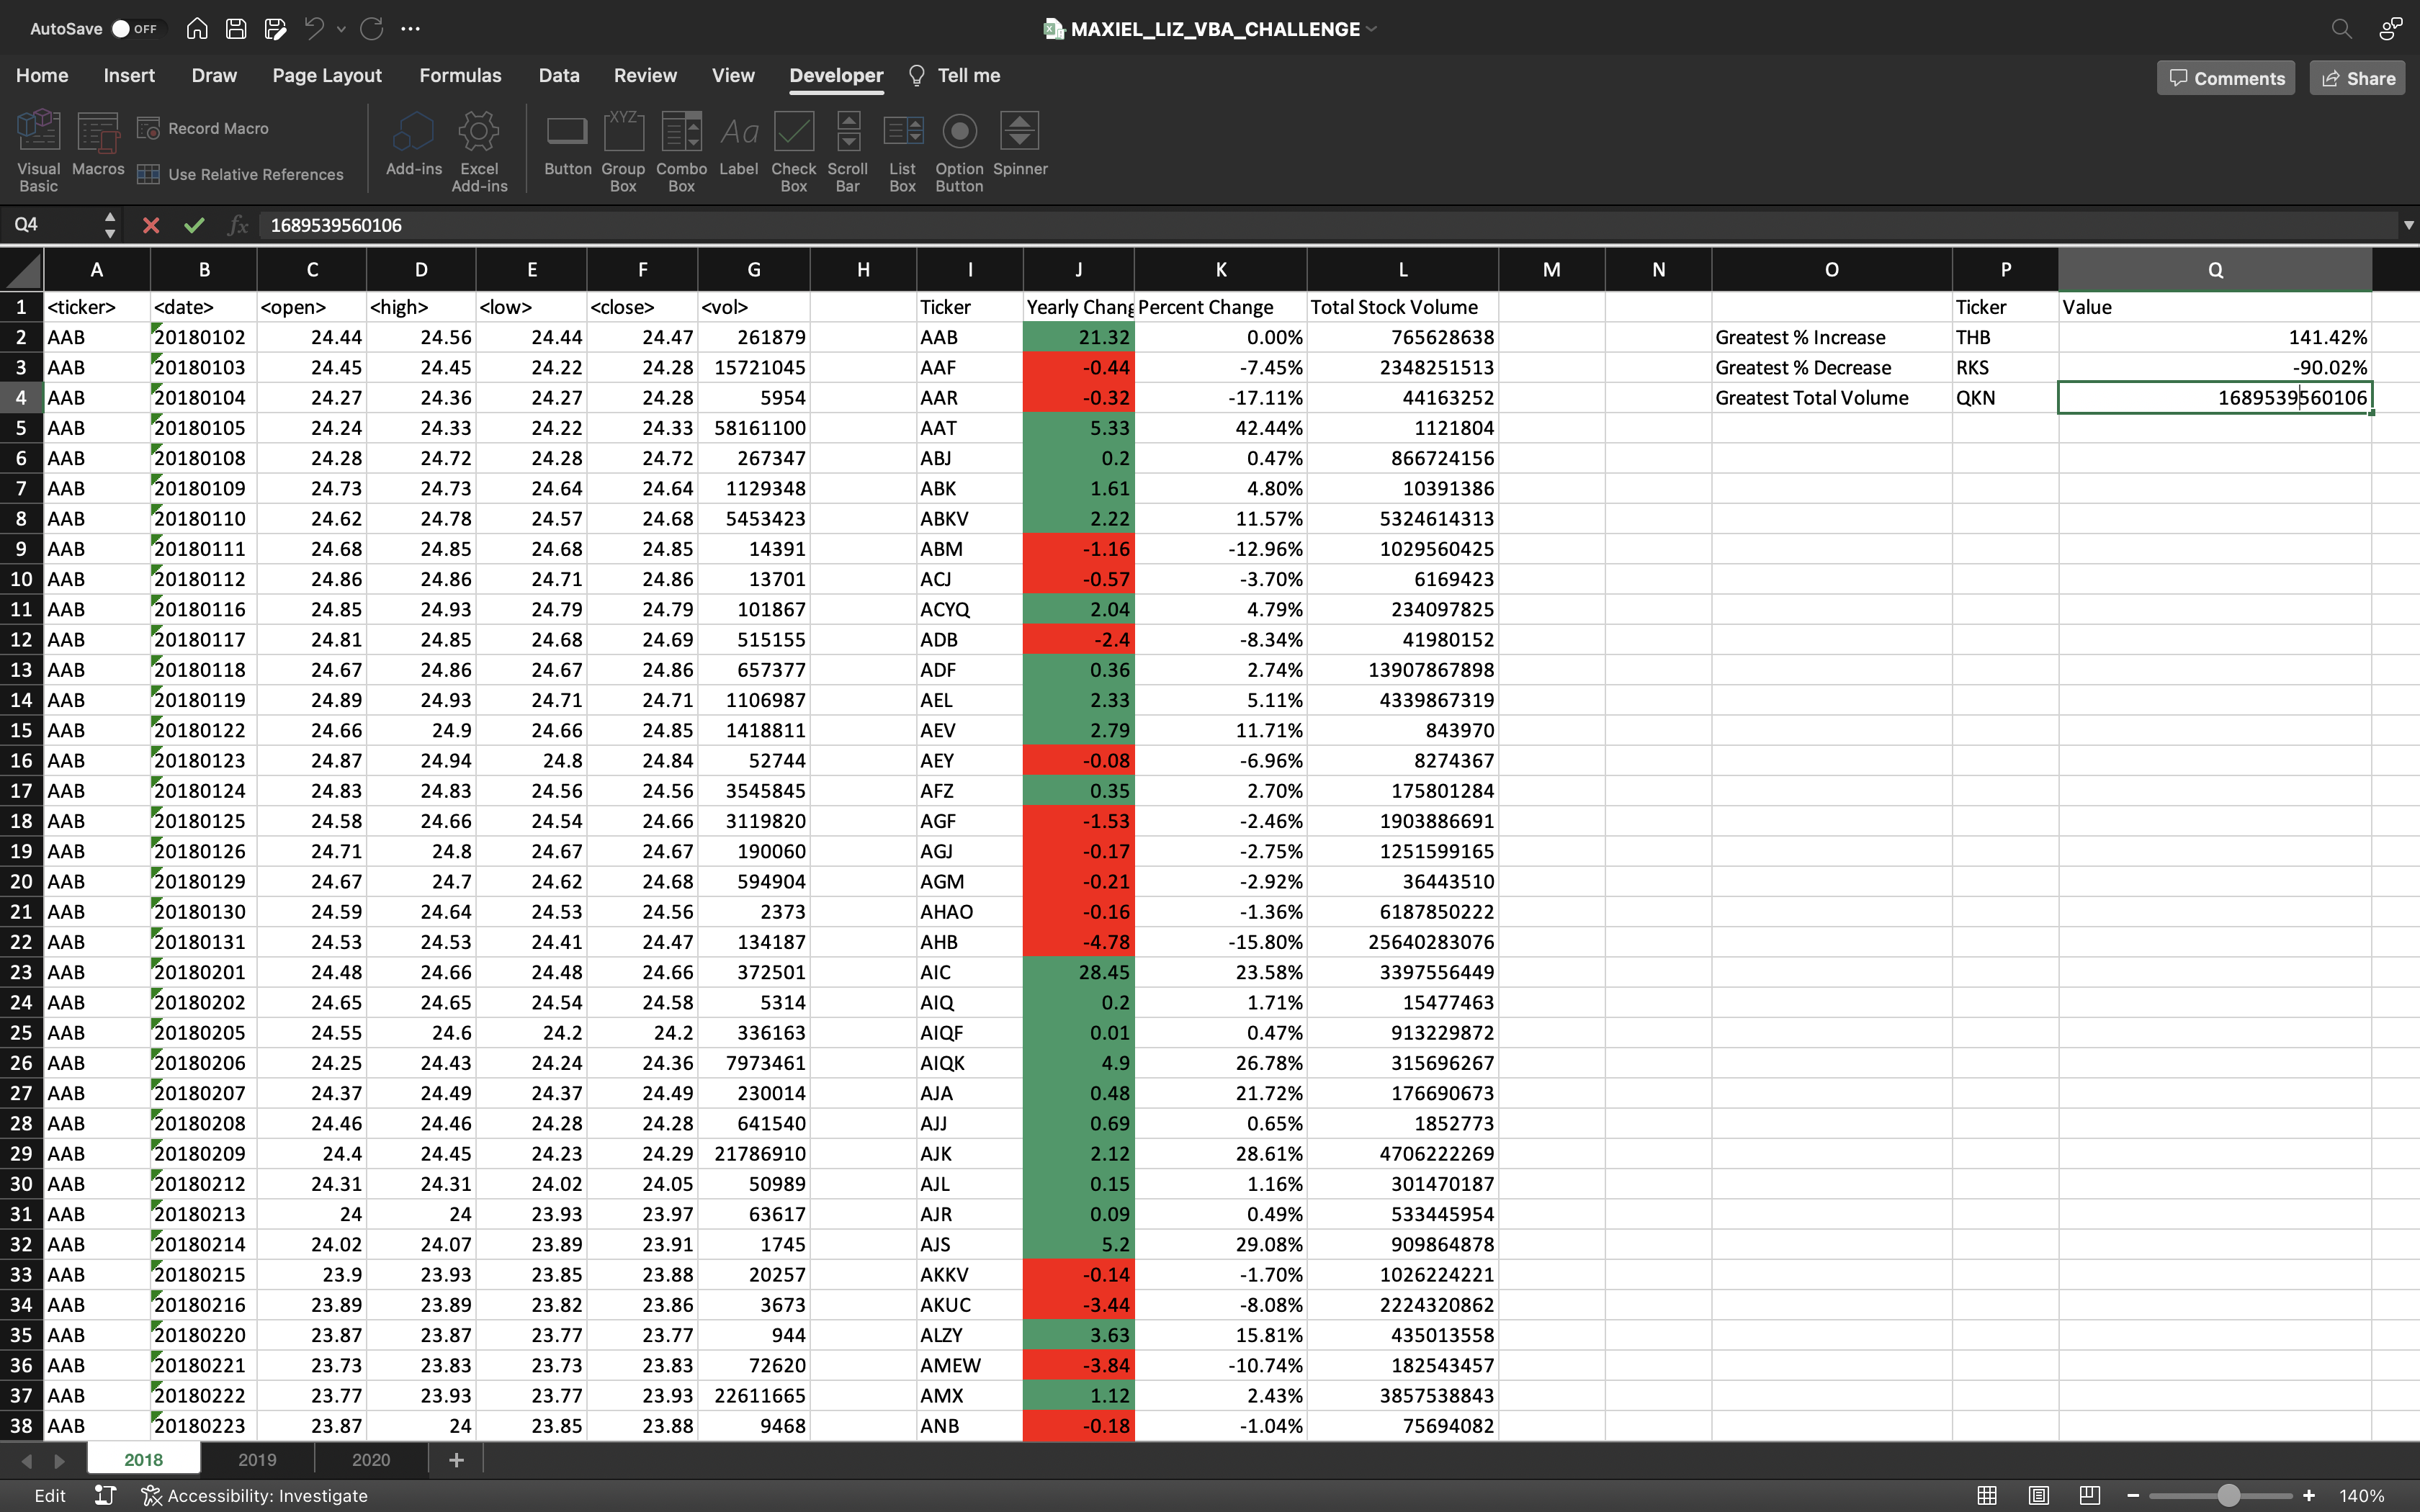 AutoSave OFF MAXIEL_LIZ_VBA_CHALLENGE
Home Insert Draw Page Layout Formulas Data Review View Developer Tell me Comments Share
Visual Basic Macros Record Macro Use Relative References Add-ins Excel Add-ins Button XYZ Group Box Combo Box Aa Label Check Box Scroll Bar List Box Option Button Spinner
Q4 fx 1689539560106
A B C D E F G H I J K L M N O P Q
1 <ticker> <date> <open> <high> <low> <close> <vol> Ticker Yearly Chang Percent Change Total Stock Volume Ticker Value
2 AAB 20180102 24.44 24.56 24.44 24.47 261879 AAB 21.32 0.00% 765628638 Greatest % Increase THB 141.42%
3 AAB 20180103 24.45 24.45 24.22 24.28 15721045 AAF -0.44 -7.45% 2348251513 Greatest % Decrease RKS -90.02%
4 AAB 20180104 24.27 24.36 24.27 24.28 5954 AAR -0.32 -17.11% 44163252 Greatest Total Volume QKN 1689539560106
5 AAB 20180105 24.24 24.33 24.22 24.33 58161100 AAT 5.33 42.44% 1121804
6 AAB 20180108 24.28 24.72 24.28 24.72 267347 ABJ 0.2 0.47% 866724156
7 AAB 20180109 24.73 24.73 24.64 24.64 1129348 ABK 1.61 4.80% 10391386
8 AAB 20180110 24.62 24.78 24.57 24.68 5453423 ABKV 2.22 11.57% 5324614313
9 AAB 20180111 24.68 24.85 24.68 24.85 14391 ABM -1.16 -12.96% 1029560425
10 AAB 20180112 24.86 24.86 24.71 24.86 13701 ACJ -0.57 -3.70% 6169423
11 AAB 20180116 24.85 24.93 24.79 24.79 101867 ACYQ 2.04 4.79% 234097825
12 AAB 20180117 24.81 24.85 24.68 24.69 515155 ADB -2.4 -8.34% 41980152
13 AAB 20180118 24.67 24.86 24.67 24.86 657377 ADF 0.36 2.74% 13907867898
14 AAB 20180119 24.89 24.93 24.71 24.71 1106987 AEL 2.33 5.11% 4339867319
15 AAB 20180122 24.66 24.9 24.66 24.85 1418811 AEV 2.79 11.71% 843970
16 AAB 20180123 24.87 24.94 24.8 24.84 52744 AEY -0.08 -6.96% 8274367
17 AAB 20180124 24.83 24.83 24.56 24.56 3545845 AFZ 0.35 2.70% 175801284
18 AAB 20180125 24.58 24.66 24.54 24.66 3119820 AGF -1.53 -2.46% 1903886691
19 AAB 20180126 24.71 24.8 24.67 24.67 190060 AGJ -0.17 -2.75% 1251599165
20 AAB 20180129 24.67 24.7 24.62 24.68 594904 AGM -0.21 -2.92% 36443510
21 AAB 20180130 24.59 24.64 24.53 24.56 2373 AHAO -0.16 -1.36% 6187850222
22 AAB 20180131 24.53 24.53 24.41 24.47 134187 AHB -4.78 -15.80% 25640283076
23 AAB 20180201 24.48 24.66 24.48 24.66 372501 AIC 28.45 23.58% 3397556449
24 AAB 20180202 24.65 24.65 24.54 24.58 5314 AIQ 0.2 1.71% 15477463
25 AAB 20180205 24.55 24.6 24.2 24.2 336163 AIQF 0.01 0.47% 913229872
26 AAB 20180206 24.25 24.43 24.24 24.36 7973461 AIQK 4.9 26.78% 315696267
27 AAB 20180207 24.37 24.49 24.37 24.49 230014 AJA 0.48 21.72% 176690673
28 AAB 20180208 24.46 24.46 24.28 24.28 641540 AJJ 0.69 0.65% 1852773
29 AAB 20180209 24.4 24.45 24.23 24.29 21786910 AJK 2.12 28.61% 4706222269
30 AAB 20180212 24.31 24.31 24.02 24.05 50989 AJL 0.15 1.16% 301470187
31 AAB 20180213 24 24 23.93 23.97 63617 AJR 0.09 0.49% 533445954
32 AAB 20180214 24.02 24.07 23.89 23.91 1745 AJS 5.2 29.08% 909864878
33 AAB 20180215 23.9 23.93 23.85 23.88 20257 AKKV -0.14 -1.70% 1026224221
34 AAB 20180216 23.89 23.89 23.82 23.86 3673 AKUC -3.44 -8.08% 2224320862
35 AAB 20180220 23.87 23.87 23.77 23.77 944 ALZY 3.63 15.81% 435013558
36 AAB 20180221 23.73 23.83 23.73 23.83 72620 AMEW -3.84 -10.74% 182543457
37 AAB 20180222 23.77 23.93 23.77 23.93 22611665 AMX 1.12 2.43% 3857538843
38 AAB 20180223 23.87 24 23.85 23.88 9468 ANB -0.18 -1.04% 75694082
2018 2019 2020 +
Edit Accessibility: Investigate 140%